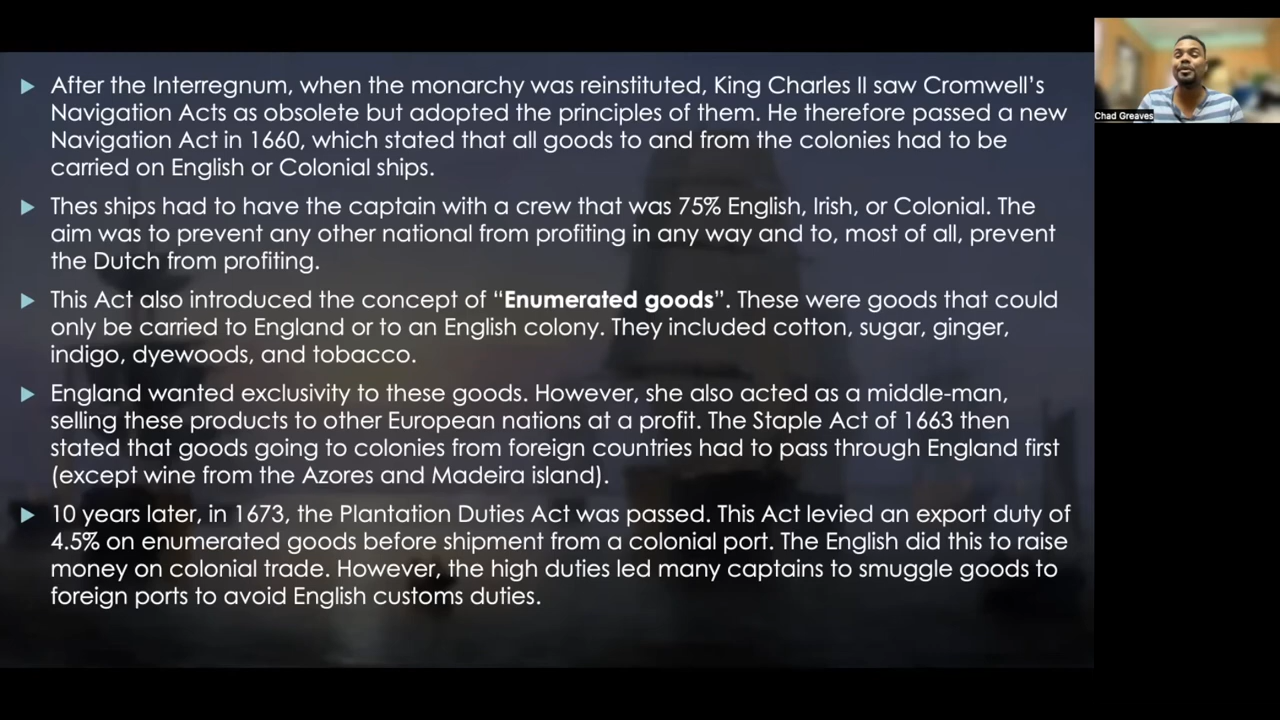 After the Interregnum, when the monarchy was reinstituted, King Charles II saw Cromwell's
Navigation Acts as obsolete but adopted the principles of them. He therefore passed a new
Navigation Act in 1660, which stated that all goods to and from the colonies had to be
carried on English or Colonial ships.
Thes ships had to have the captain with a crew that was 75% English, Irish, or Colonial. The
aim was to prevent any other national from profiting in any way and to, most of all, prevent
the Dutch from profiting.
This Act also introduced the concept of “Enumerated goods”. These were goods that could
only be carried to England or to an English colony. They included cotton, sugar, ginger,
indigo, dyewoods, and tobacco.
England wanted exclusivity to these goods. However, she also acted as a middle-man,
selling these products to other European nations at a profit. The Staple Act of 1663 then
stated that goods going to colonies from foreign countries had to pass through England first
(except wine from the Azores and Madeira island).
10 years later, in 1673, the Plantation Duties Act was passed. This Act levied an export duty of
4.5% on enumerated goods before shipment from a colonial port. The English did this to raise
money on colonial trade. However, the high duties led many captains to smuggle goods to
foreign ports to avoid English customs duties.
Chad Greaves